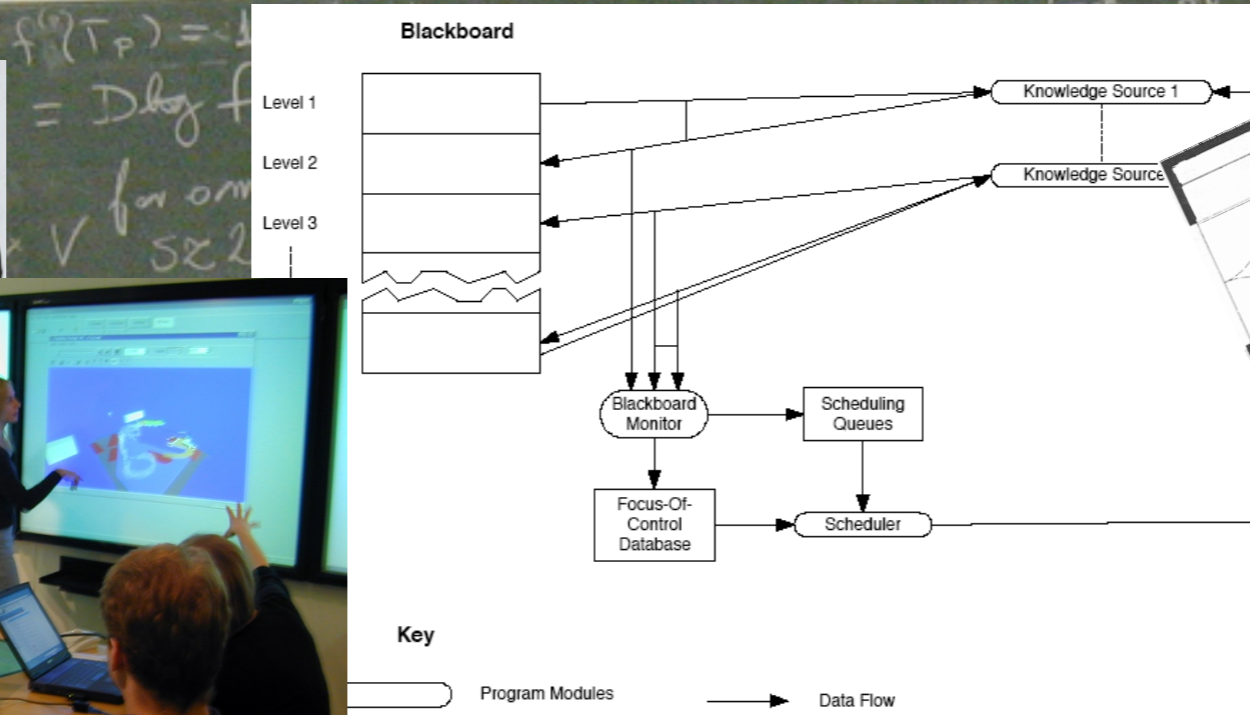 Blackboard
Level 1
Level 2
Level 3
Knowledge Source 1
Knowledge Source
Blackboard
Monitor
Scheduling
Queues
Focus-Of-
Control
Database
Scheduler
Key
Program Modules
Data Flow
= D log f
V